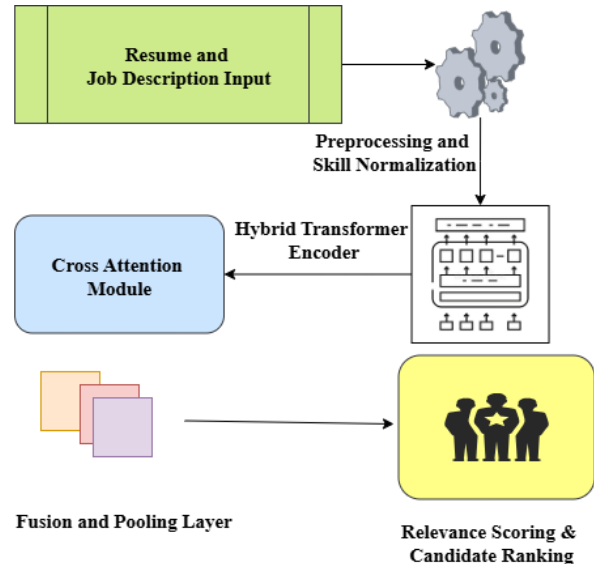 Resume and
Job Description Input
Preprocessing and
Skill Normalization
Hybrid Transformer
Encoder
Cross Attention
Module
Fusion and Pooling Layer
Relevance Scoring &
Candidate Ranking